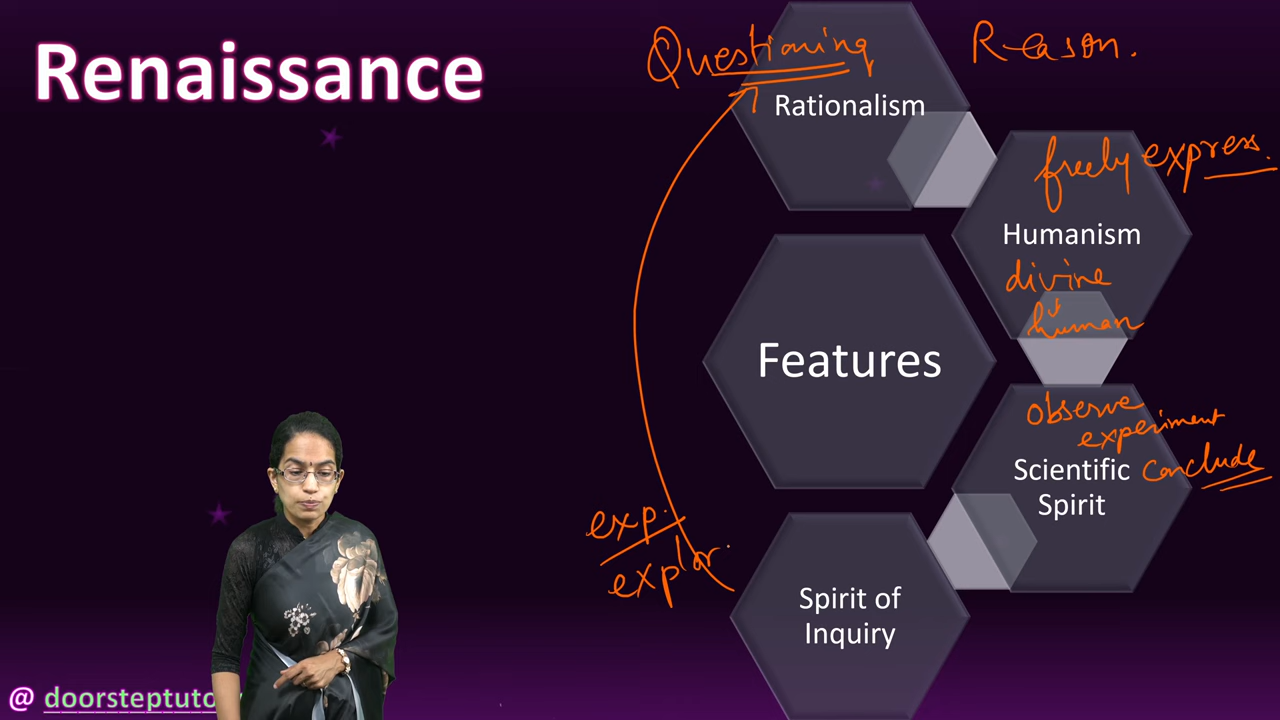 Renaissance
Questioning
Reason.
Rationalism
freely express.
Humanism
divine
human
Features
observe
experiment
Scientific
conclude
Spirit
exp.
explor.
Spirit of
Inquiry
@ doorsteptuto